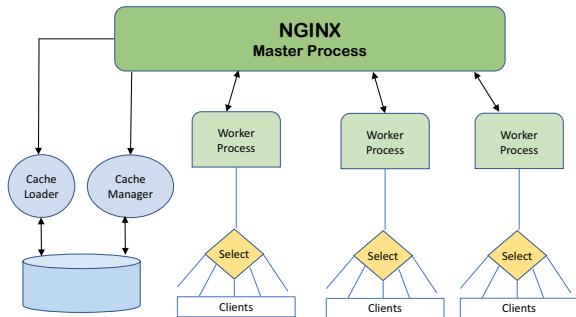 NGINX
Master Process
Worker
Process
Worker
Process
Worker
Process
Cache
Loader
Cache
Manager
Select
Select
Select
Clients
Clients
Clients